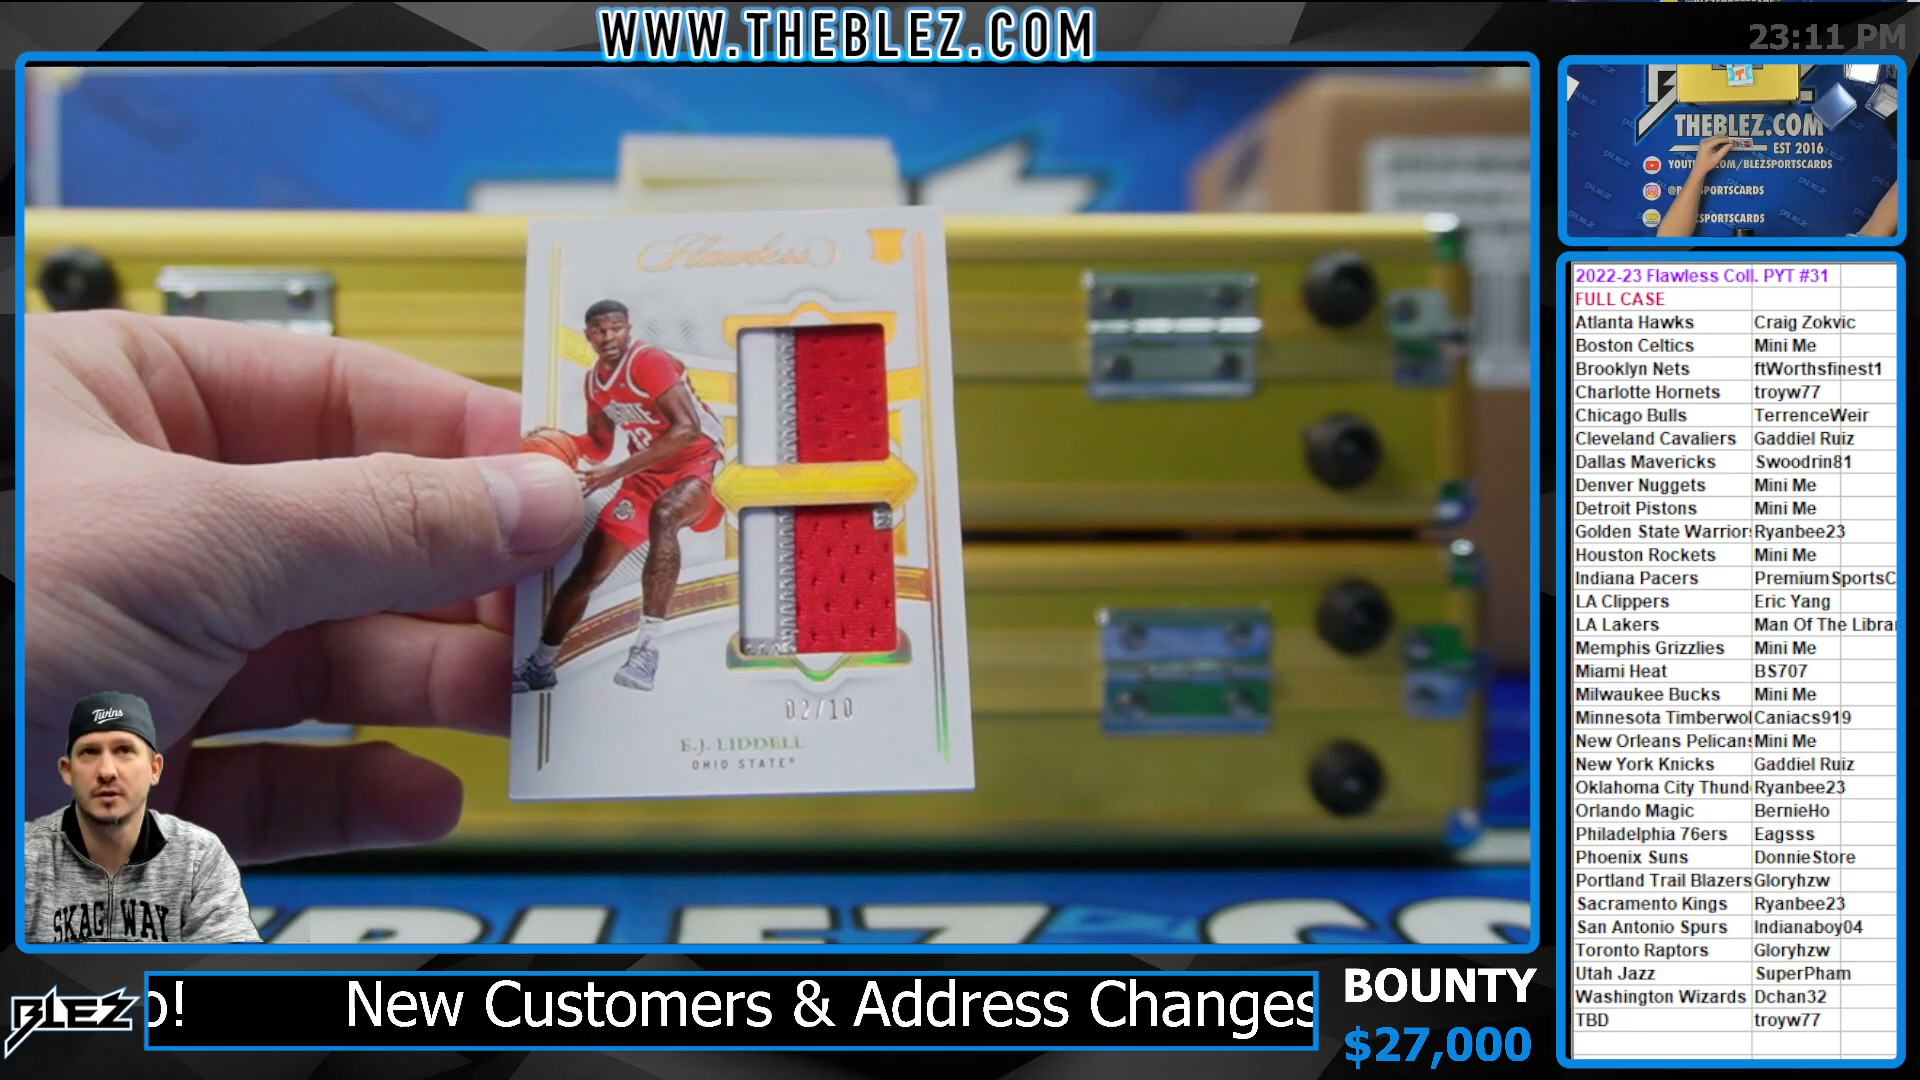 WWW.THEBLEZ.COM
23:11 PM
THEBLEZ.COM
EST 2016
SPORTSCARDS
SPORTSCARDS
2022-23 Flawless Coll. PYT #31
FULL CASE
Atlanta Hawks Craig Zokvic
Boston Celtics Mini Me
Brooklyn Nets ftWorthsfinest1
Charlotte Hornets troyw77
Chicago Bulls TerrenceWeir
Cleveland Cavaliers Gaddiel Ruiz
Dallas Mavericks Swoodrin81
Denver Nuggets Mini Me
Detroit Pistons Mini Me
Golden State Warriors Ryanbee23
Houston Rockets Mini Me
Indiana Pacers PremiumSportsC
LA Clippers Eric Yang
LA Lakers Man Of The Librar
Memphis Grizzlies Mini Me
Miami Heat BS707
Milwaukee Bucks Mini Me
Minnesota Timberwol Caniacs919
New Orleans Pelicans Mini Me
New York Knicks Gaddiel Ruiz
Oklahoma City Thund Ryanbee23
Orlando Magic BernieHo
Philadelphia 76ers Eagsss
Phoenix Suns DonnieStore
Portland Trail Blazers Gloryhzw
Sacramento Kings Ryanbee23
San Antonio Spurs Indianaboy04
Toronto Raptors Gloryhzw
Utah Jazz SuperPham
Washington Wizards Dchan32
TBD troyw77
Flawless
02/10
E.J. LIDDELL
OHIO STATE
Twins
SKAGWAY
BLEZ
o! New Customers & Address Changes
BOUNTY
$27,000